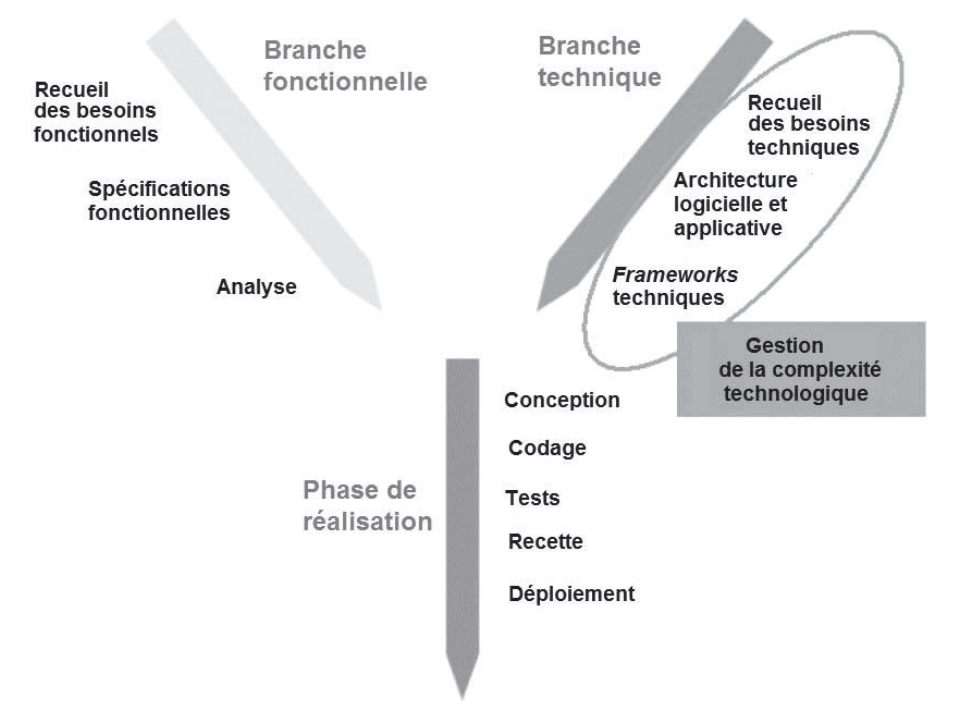 Branche
fonctionnelle
Recueil
des besoins
fonctionnels
Spécifications
fonctionnelles
Analyse
Branche
technique
Recueil
des besoins
techniques
Architecture
logicielle et
applicative
Frameworks
techniques
Gestion
de la complexité
technologique
Phase de
réalisation
Conception
Codage
Tests
Recette
Déploiement